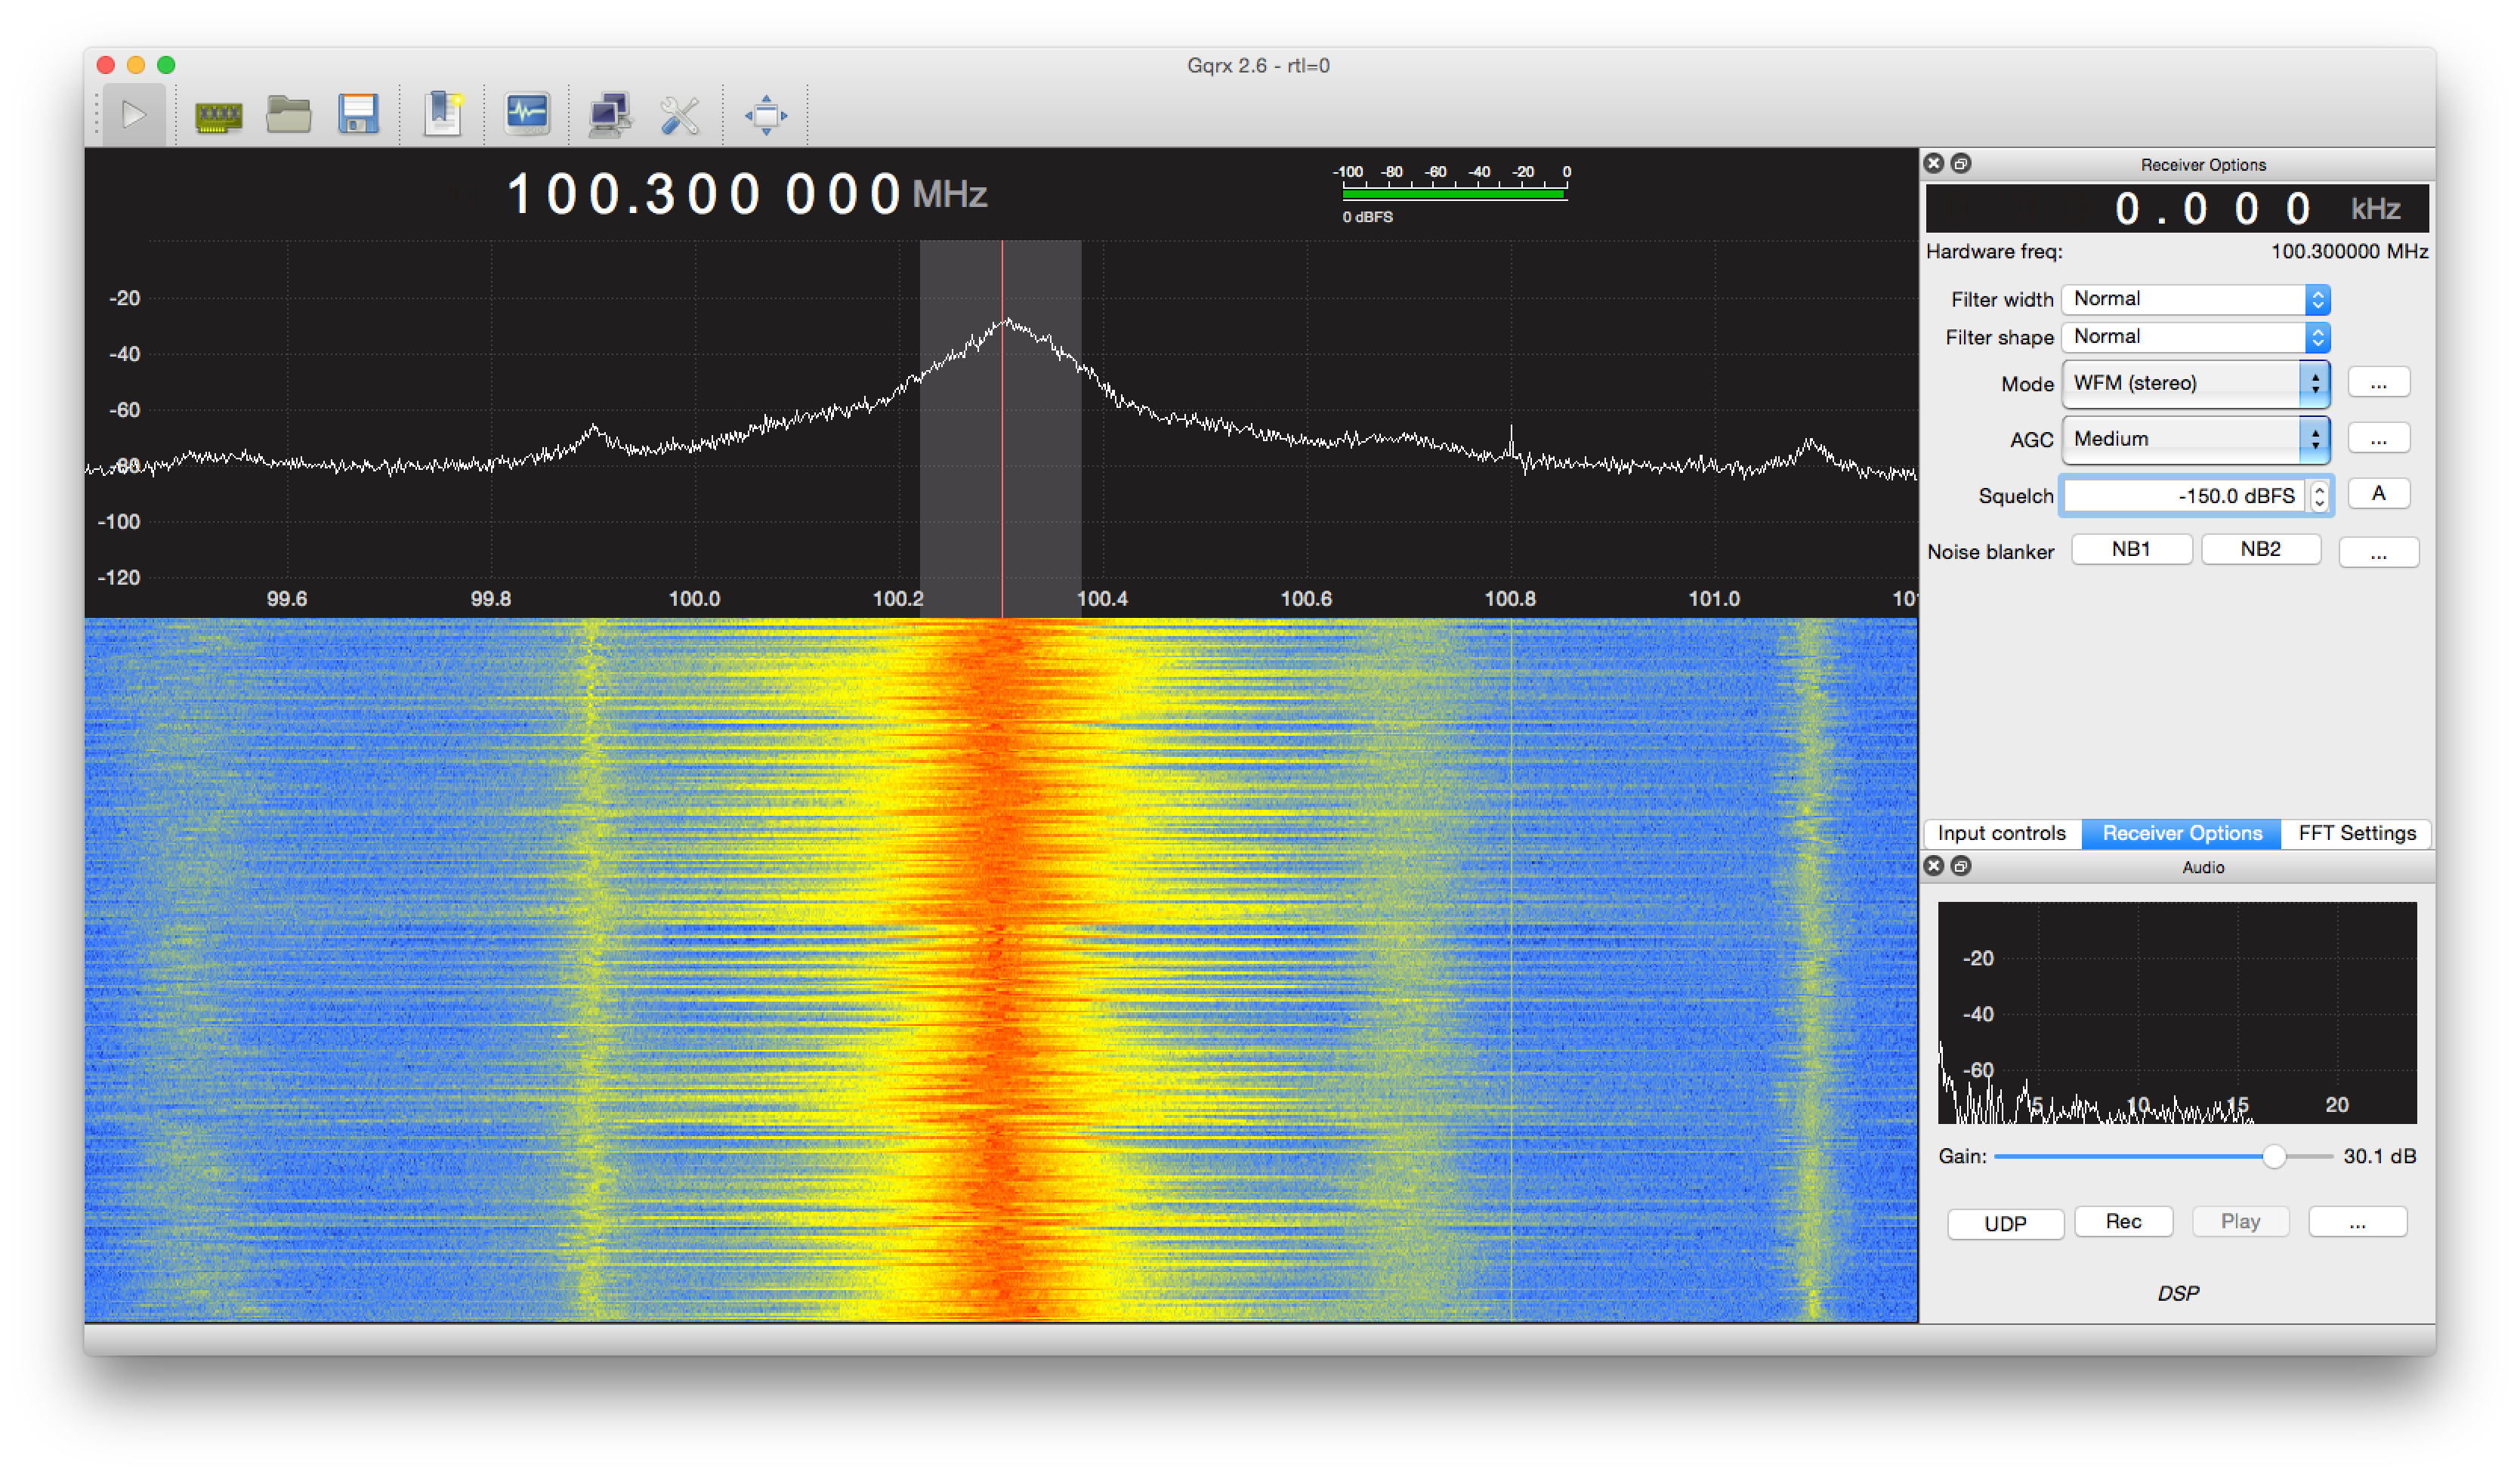 Gqrx 2.6 - rtl=0
100.300 000 MHz
-100 -80 -60 -40 -20 0
0 dBFS
-20
-40
-60
-80
-100
-120
99.6 99.8 100.0 100.2 100.4 100.6 100.8 101.0 10
Receiver Options
0.000 kHz
Hardware freq: 100.300000 MHz
Filter width Normal
Filter shape Normal
Mode WFM (stereo) ...
AGC Medium ...
Squelch -150.0 dBFS A
Noise blanker NB1 NB2 ...
Input controls Receiver Options FFT Settings
Audio
-20
-40
-60
5 10 15 20
Gain: 30.1 dB
UDP Rec Play ...
DSP